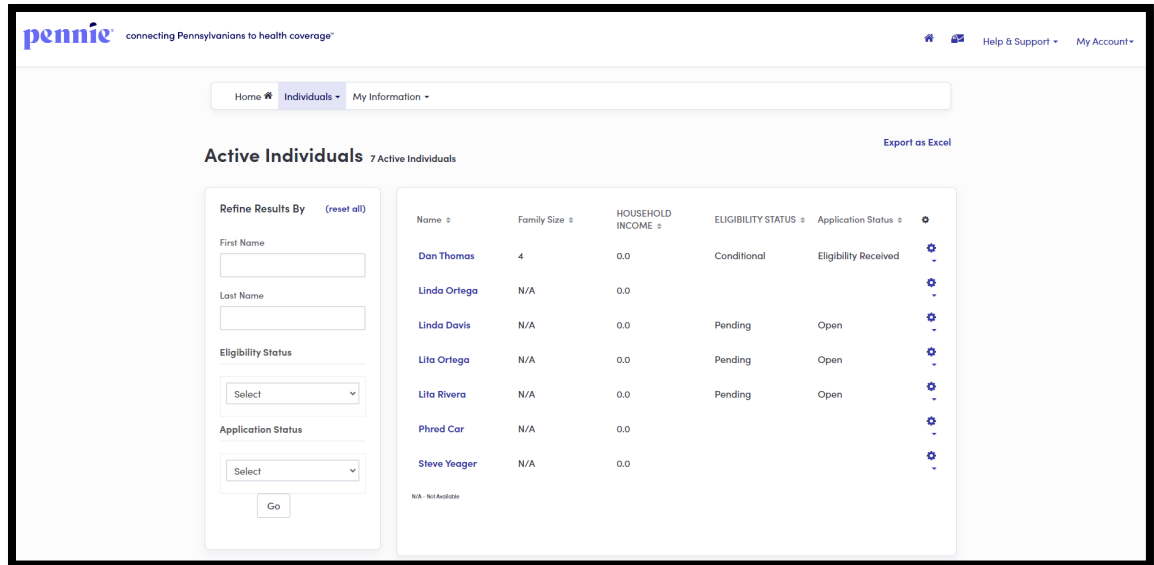 pennie® connecting Pennsylvanians to health coverage™
Help & Support
My Account
Home
Individuals
My Information
Export as Excel
Active Individuals 7 Active Individuals
Refine Results By (reset all)
First Name
Last Name
Eligibility Status
Select
Application Status
Select
Go
Name Family Size HOUSEHOLD INCOME ELIGIBILITY STATUS Application Status
Dan Thomas 4 0.0 Conditional Eligibility Received
Linda Ortega N/A 0.0
Linda Davis N/A 0.0 Pending Open
Lita Ortega N/A 0.0 Pending Open
Lita Rivera N/A 0.0 Pending Open
Phred Car N/A 0.0
Steve Yeager N/A 0.0
N/A - Not Available